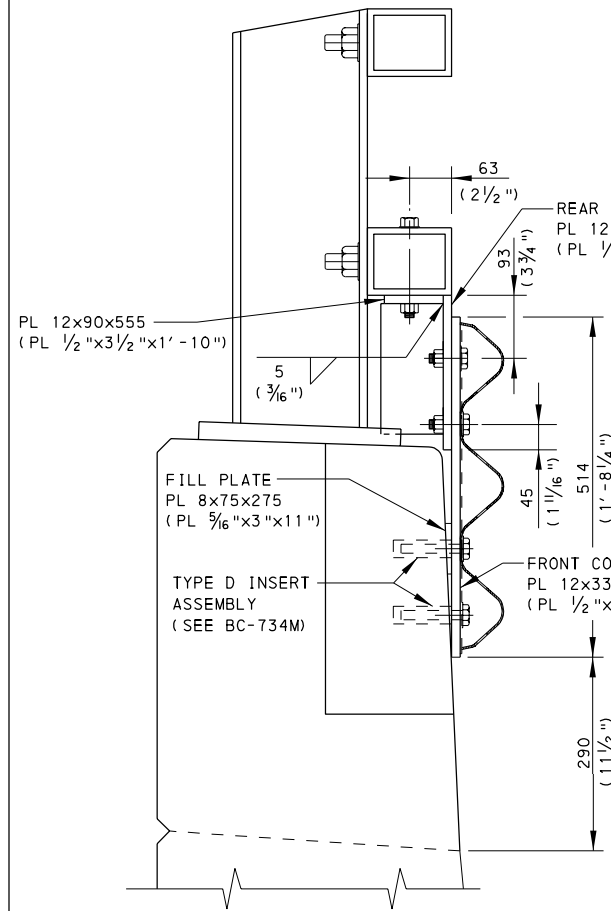 63
(2½")
REAR
PL 12
(PL ½
93
(3¾")
PL 12x90x555
(PL ½"x3½"x1'-10")
5
(3⁄16")
45
(1 11⁄16")
514
(1'-8¼")
FILL PLATE
PL 8x75x275
(PL 5⁄16"x3"x11")
TYPE D INSERT
ASSEMBLY
(SEE BC-734M)
FRONT CO
PL 12x33
(PL ½"x
290
(11½")